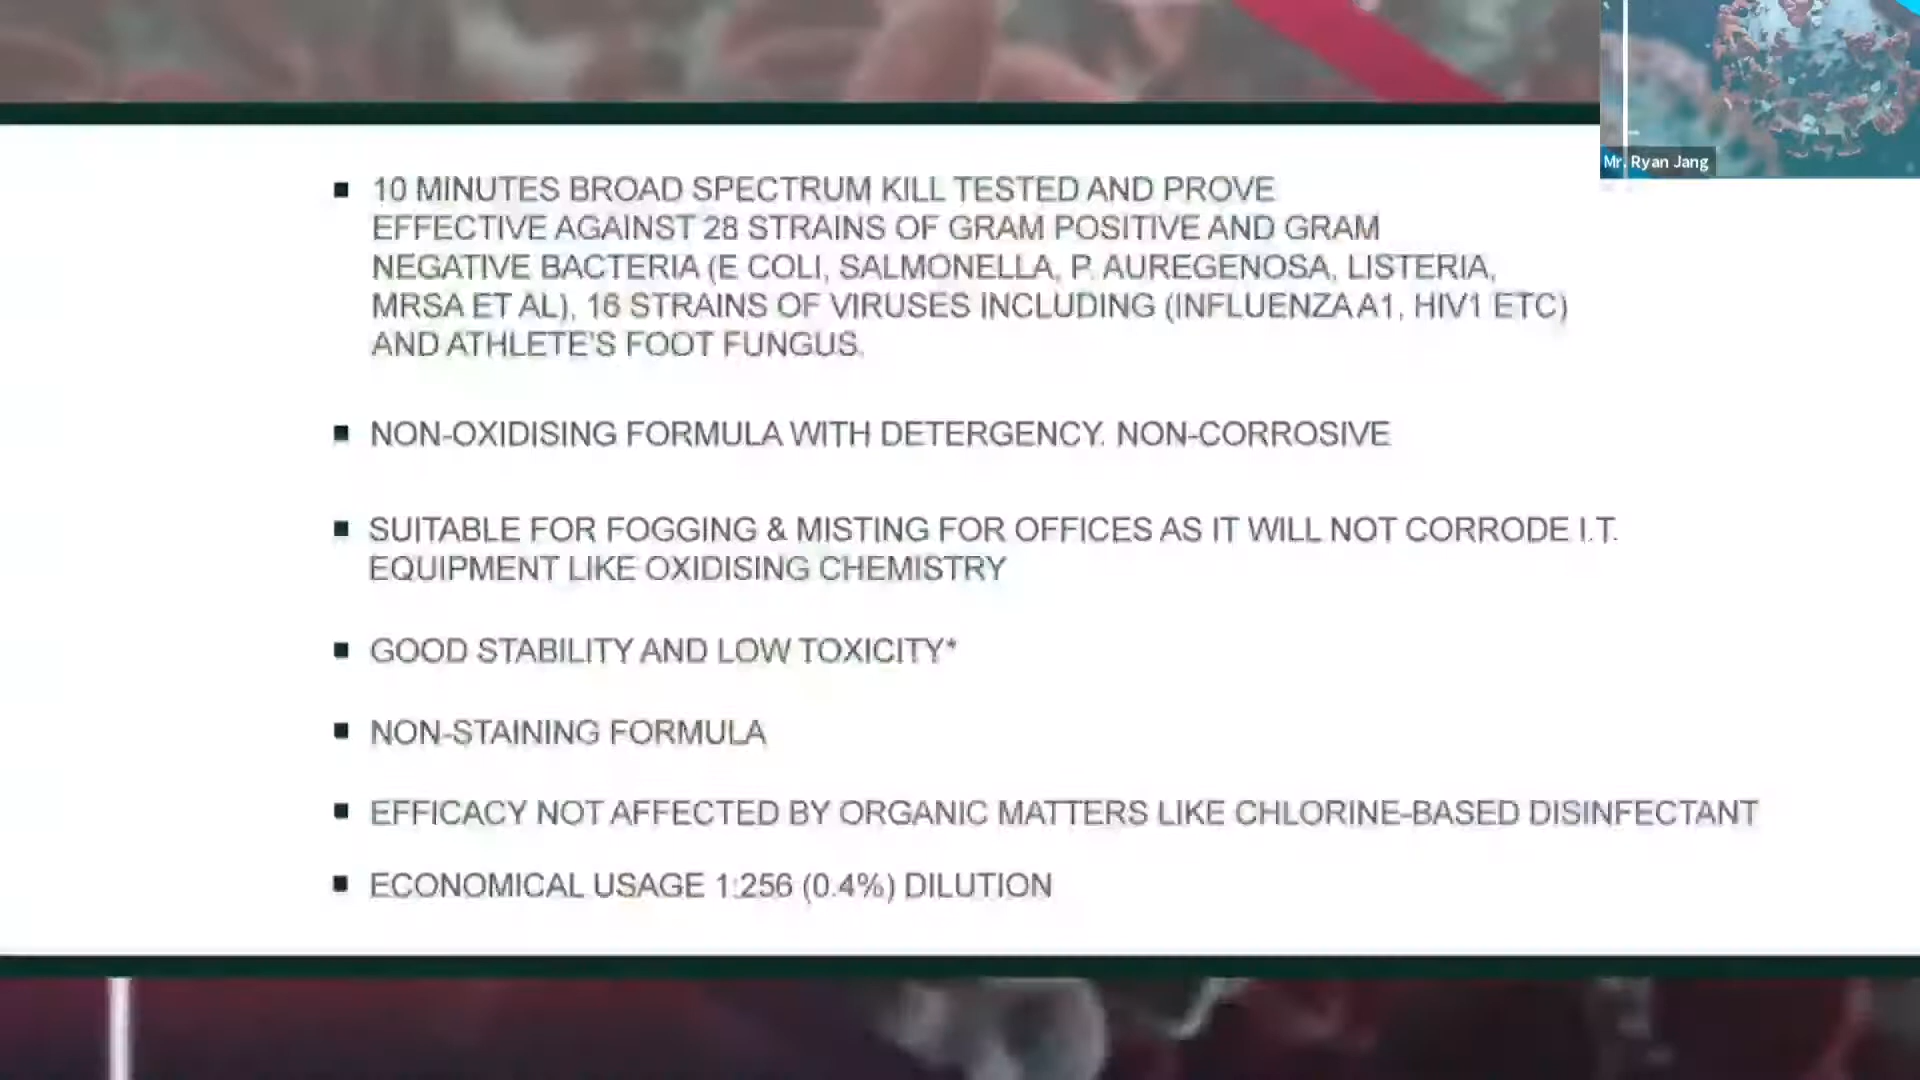 Mr. Ryan Jang
▪ 10 MINUTES BROAD SPECTRUM KILL TESTED AND PROVE
EFFECTIVE AGAINST 28 STRAINS OF GRAM POSITIVE AND GRAM
NEGATIVE BACTERIA (E COLI, SALMONELLA, P. AUREGENOSA, LISTERIA,
MRSA ET AL), 16 STRAINS OF VIRUSES INCLUDING (INFLUENZA A1, HIV1 ETC)
AND ATHLETE'S FOOT FUNGUS.
▪ NON-OXIDISING FORMULA WITH DETERGENCY. NON-CORROSIVE
▪ SUITABLE FOR FOGGING & MISTING FOR OFFICES AS IT WILL NOT CORRODE I.T.
EQUIPMENT LIKE OXIDISING CHEMISTRY
▪ GOOD STABILITY AND LOW TOXICITY*
▪ NON-STAINING FORMULA
▪ EFFICACY NOT AFFECTED BY ORGANIC MATTERS LIKE CHLORINE-BASED DISINFECTANT
▪ ECONOMICAL USAGE 1:256 (0.4%) DILUTION